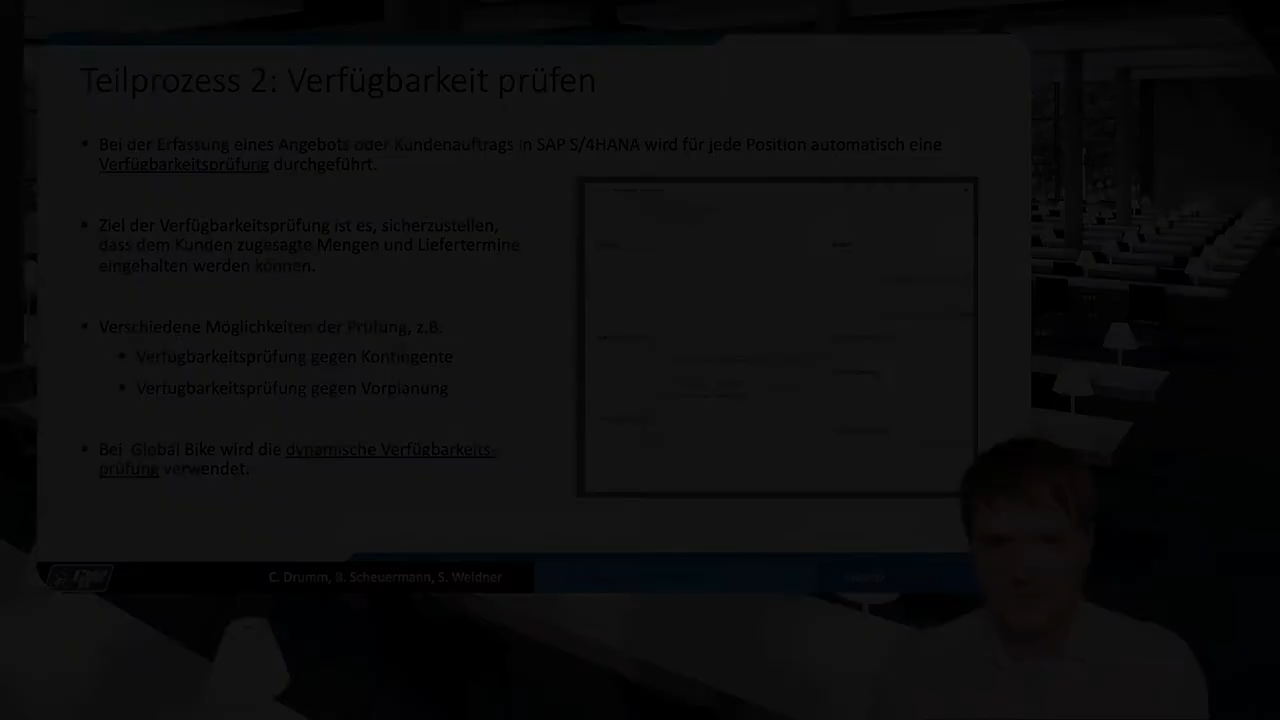 Teilprozess 2: Verfügbarkeit prüfen
• Bei der Erfassung eines Angebots oder Kundenauftrags in SAP S/4HANA wird für jede Position automatisch eine
Verfügbarkeitsprüfung durchgeführt.
• Ziel der Verfügbarkeitsprüfung ist es, sicherzustellen,
dass dem Kunden zugesagte Mengen und Liefertermine
eingehalten werden können.
• Verschiedene Möglichkeiten der Prüfung, z.B.
• Verfügbarkeitsprüfung gegen Kontingente
• Verfügbarkeitsprüfung gegen Vorplanung
• Bei Global Bike wird die dynamische Verfügbarkeits-
prüfung verwendet.
C. Drumm, B. Scheuermann, S. Weidner